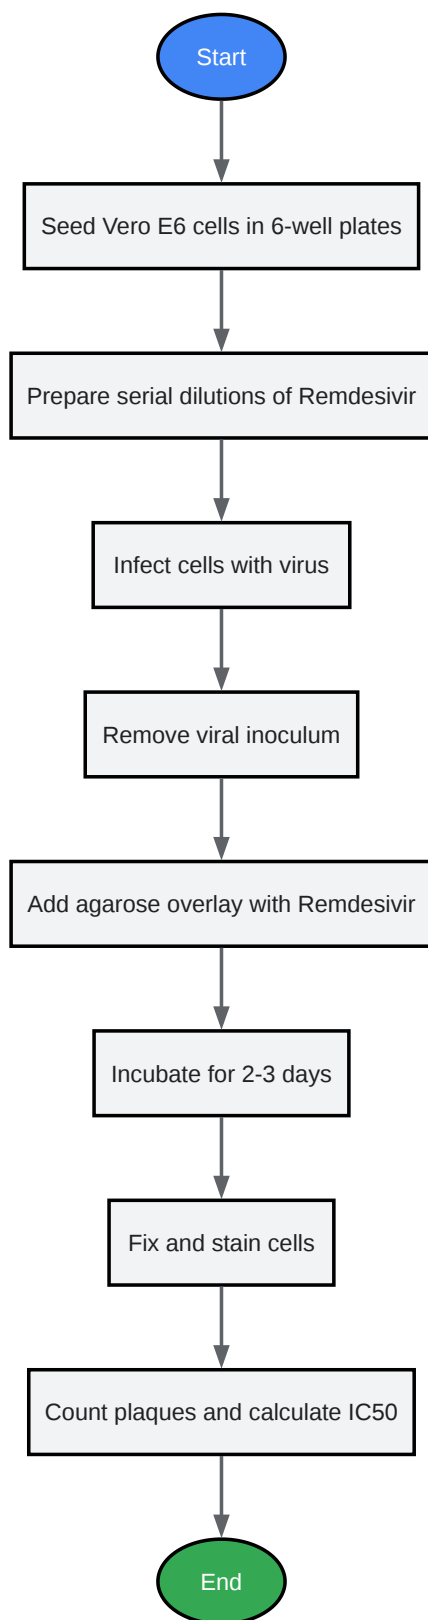 Start
Seed Vero E6 cells in 6-well plates
Prepare serial dilutions of Remdesivir
Infect cells with virus
Remove viral inoculum
Add agarose overlay with Remdesivir
Incubate for 2-3 days
Fix and stain cells
Count plaques and calculate IC50
End